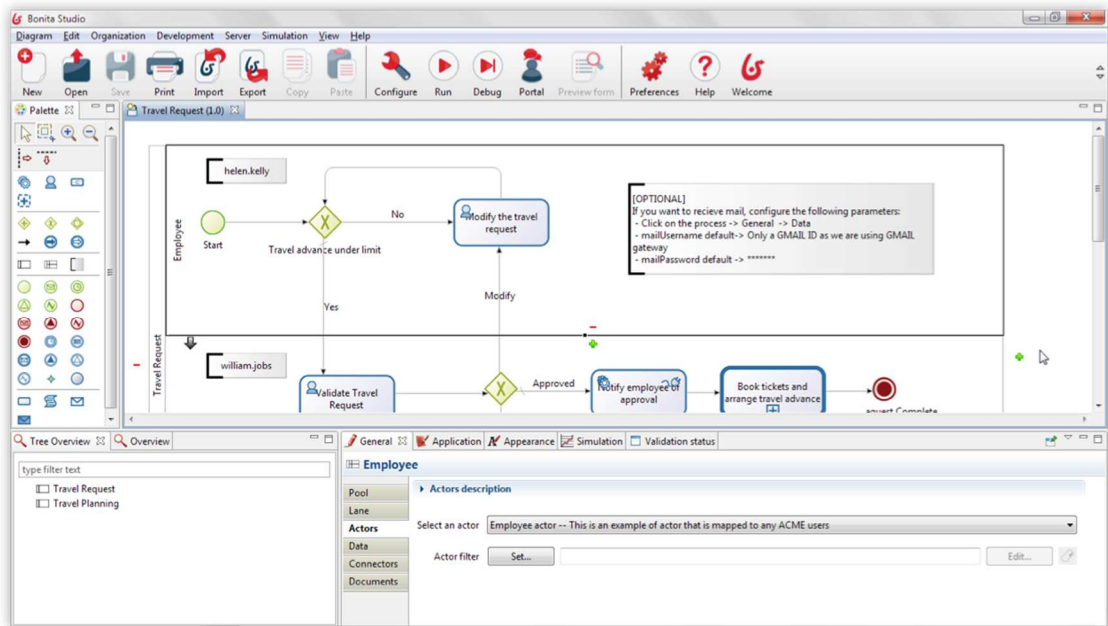 Bonita Studio
Diagram Edit Organization Development Server Simulation View Help
New Open Save Print Import Export Copy Paste Configure Run Debug Portal Preview form Preferences Help Welcome
Palette
Travel Request (1.0)
helen.kelly
Employee
Start
Travel advance under limit
No
Modify the travel
request
[OPTIONAL]
If you want to recieve mail, configure the following parameters:
- Click on the process -> General -> Data
- mailUsername default-> Only a GMAIL ID as we are using GMAIL
gateway
- mailPassword default -> *******
Yes
Modify
Travel Request
william.jobs
Validate Travel
Request
Approved
Notify employee of
approval
Book tickets and
arrange travel advance
quest Complete
Tree Overview Overview
type filter text
Travel Request
Travel Planning
General Application Appearance Simulation Validation status
Employee
Pool
Lane
Actors
Data
Connectors
Documents
Actors description
Select an actor Employee actor -- This is an example of actor that is mapped to any ACME users
Actor filter Set... Edit...